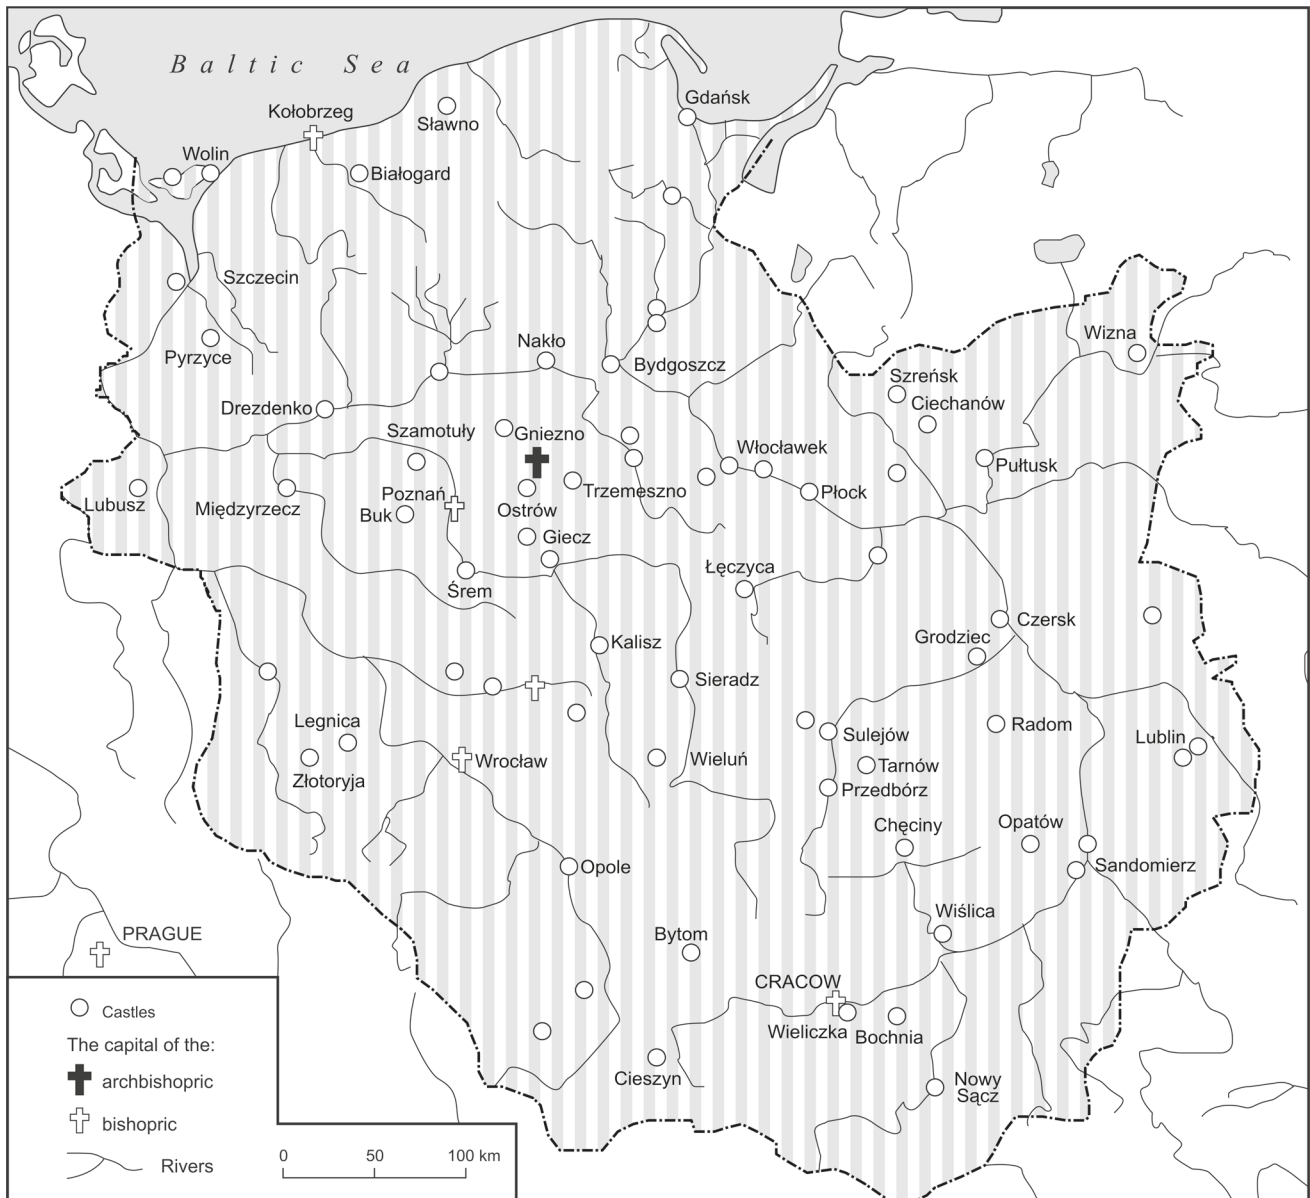 Baltic Sea
Gdańsk
Kołobrzeg
Sławno
Wolin
Białogard
Szczecin
Wizna
Nakło
Pyrzyce
Bydgoszcz
Szreńsk
Ciechanów
Drezdenko
Szamotuły
Gniezno
Włocławek
Pułtusk
Poznań
Trzemeszno
Płock
Lubusz
Międzyrzecz
Buk
Ostrów
Giecz
Łęczyca
Śrem
Czersk
Grodziec
Kalisz
Sieradz
Legnica
Radom
Sulejów
Lublin
Złotoryja
Wrocław
Wieluń
Tarnów
Przedbórz
Chęciny
Opatów
Opole
Sandomierz
Wiślica
PRAGUE
Bytom
CRACOW
Wieliczka
Bochnia
Cieszyn
Nowy
Sącz
Castles
The capital of the:
archbishopric
bishopric
Rivers
0 50 100 km